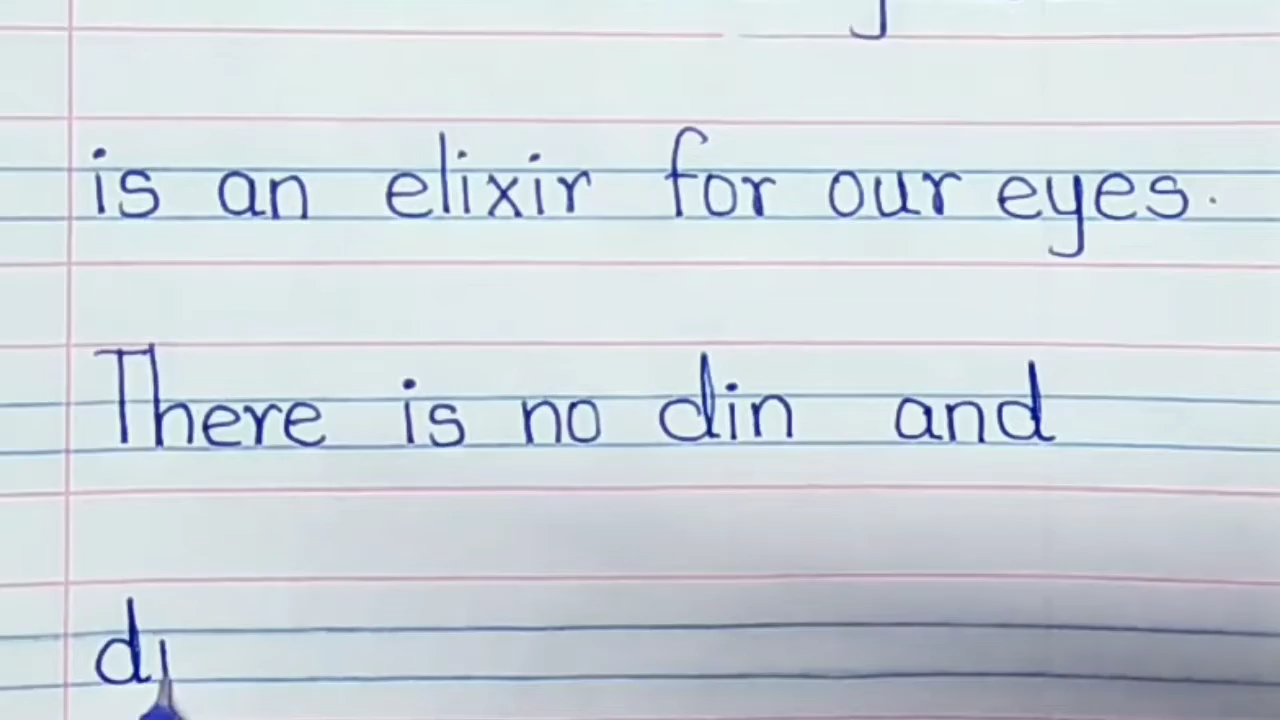 is an elixir for our eyes.
There is no din and